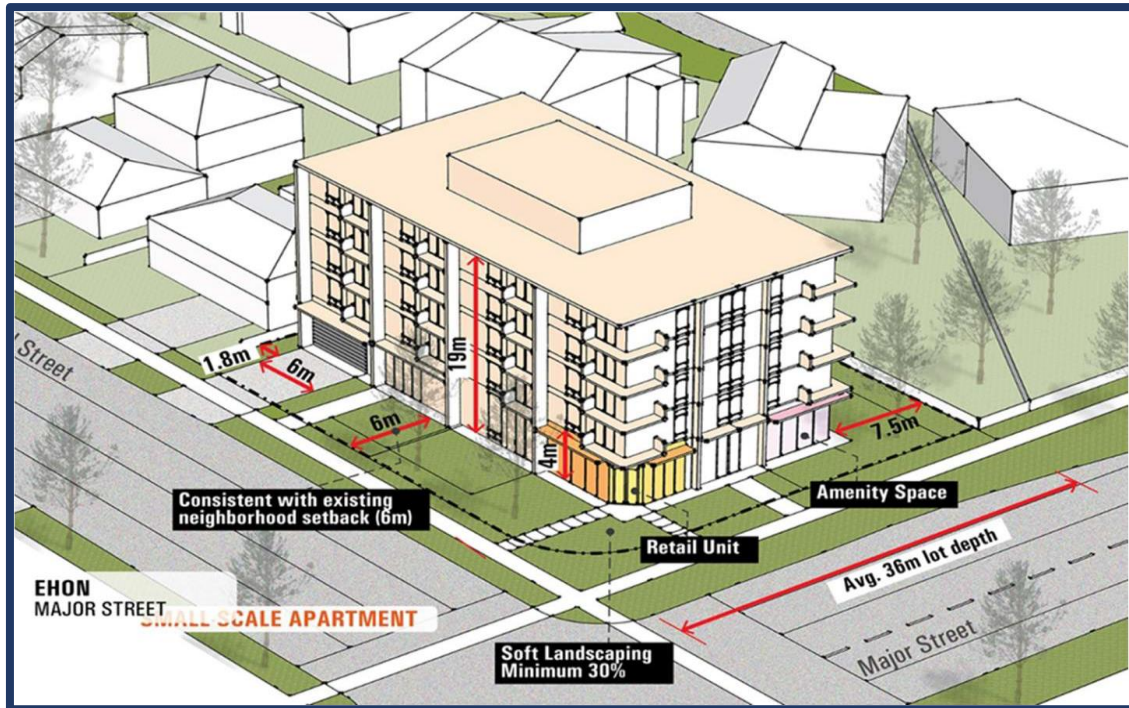 Street
1.8m
6m
6m
19m
4m
7.5m
Consistent with existing
neighborhood setback (6m)
Amenity Space
Retail Unit
Avg. 36m lot depth
EHON
MAJOR STREET
SMALL SCALE APARTMENT
Soft Landscaping
Minimum 30%
Major Street